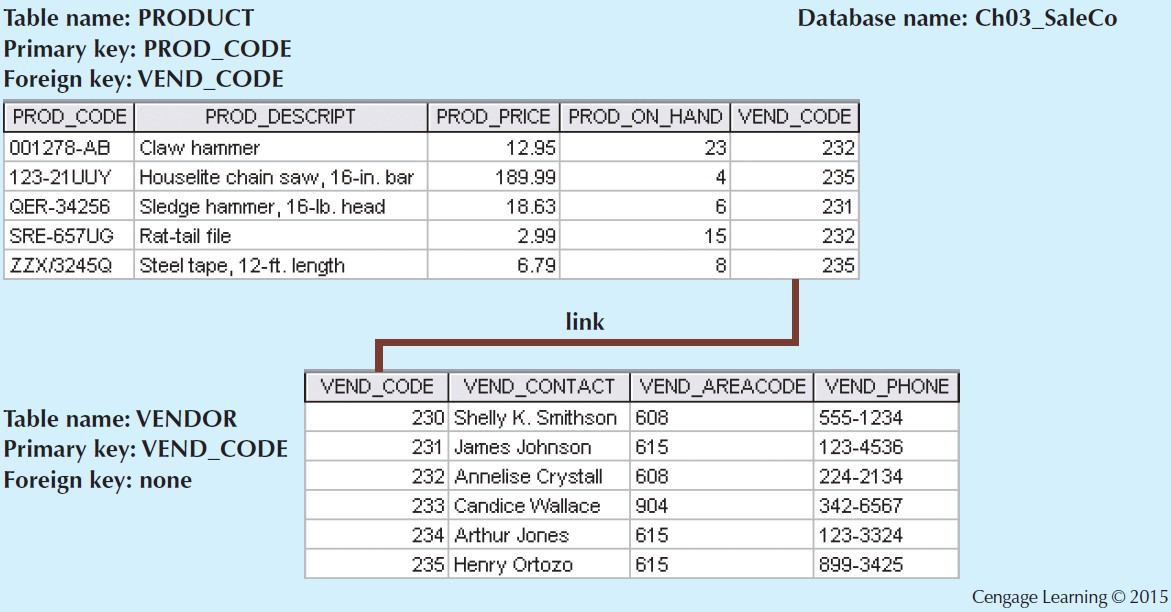 Table name: PRODUCT
Database name: Ch03_SaleCo
Primary key: PROD_CODE
Foreign key: VEND_CODE
PROD_CODE PROD_DESCRIPT PROD_PRICE PROD_ON_HAND VEND_CODE
001278-AB Claw hammer 12.95 23 232
123-21UUY Houselite chain saw, 16-in. bar 189.99 4 235
QER-34256 Sledge hammer, 16-lb. head 18.63 6 231
SRE-657UG Rat-tail file 2.99 15 232
ZZX/3245Q Steel tape, 12-ft. length 6.79 8 235
link
Table name: VENDOR
Primary key: VEND_CODE
Foreign key: none
VEND_CODE VEND_CONTACT VEND_AREACODE VEND_PHONE
230 Shelly K. Smithson 608 555-1234
231 James Johnson 615 123-4536
232 Annelise Crystall 608 224-2134
233 Candice Wallace 904 342-6567
234 Arthur Jones 615 123-3324
235 Henry Ortozo 615 899-3425
Cengage Learning © 2015